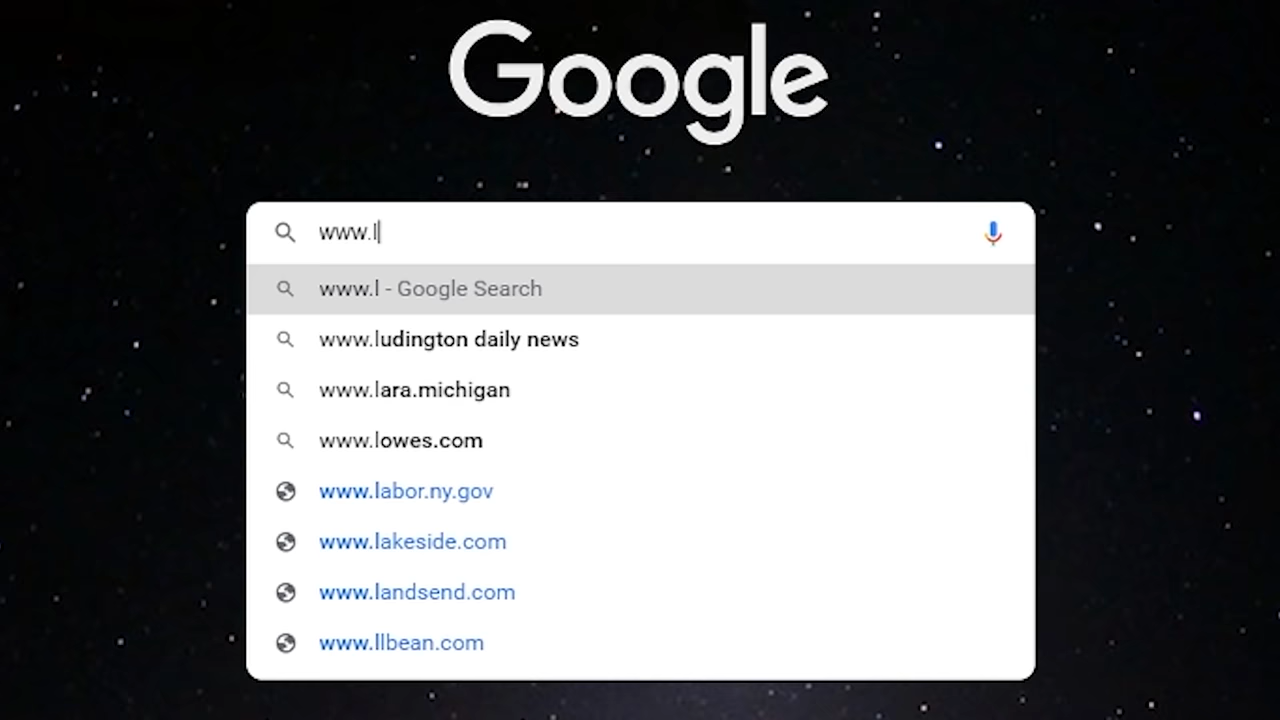 Google
www.l
www.l - Google Search
www.ludington daily news
www.lara.michigan
www.lowes.com
www.labor.ny.gov
www.lakeside.com
www.landsend.com
www.llbean.com